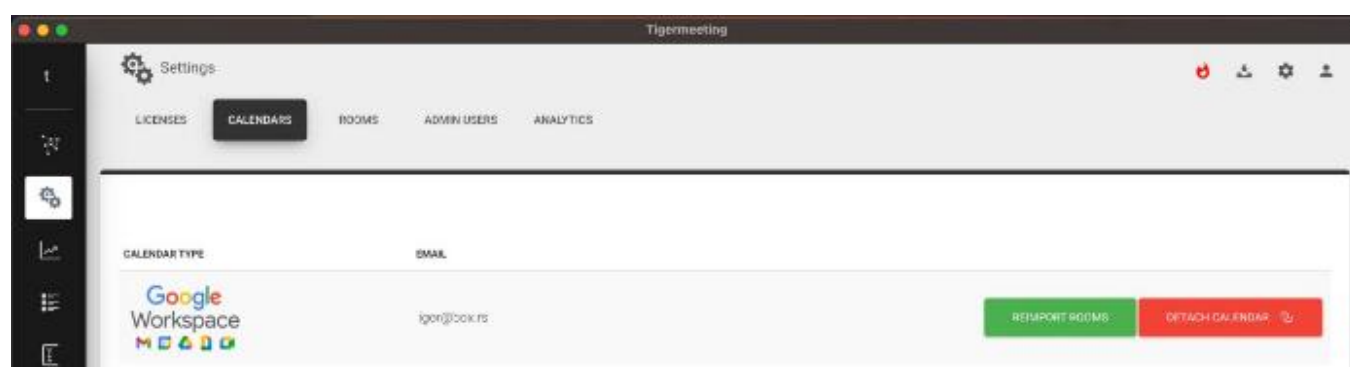 Tigermeeting
t
Settings
LICENSES CALENDARS ROOMS ADMIN USERS ANALYTICS
CALENDAR TYPE EMAIL
Google
Workspace
igor@box.rs
REIMPORT ROOMS DETACH CALENDAR